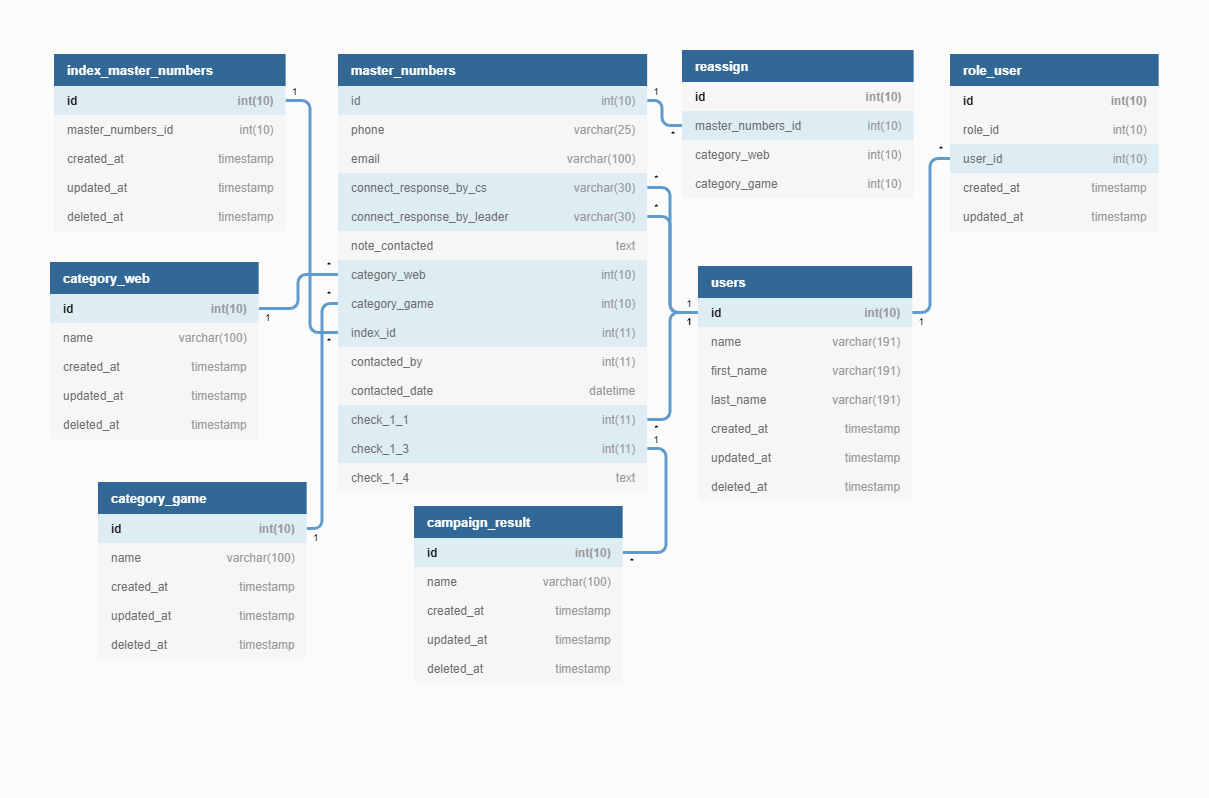 index_master_numbers
id int(10)
master_numbers_id int(10)
created_at timestamp
updated_at timestamp
deleted_at timestamp
1
master_numbers
id int(10)
phone varchar(25)
email varchar(100)
connect_response_by_cs varchar(30)
connect_response_by_leader varchar(30)
note_contacted text
category_web int(10)
category_game int(10)
index_id int(11)
contacted_by int(11)
contacted_date datetime
check_1_1 int(11)
check_1_3 int(11)
check_1_4 text
*
*
*
1
*
*
*
1
reassign
id int(10)
master_numbers_id int(10)
category_web int(10)
category_game int(10)
*
role_user
id int(10)
role_id int(10)
user_id int(10)
created_at timestamp
updated_at timestamp
*
category_web
id int(10)
name varchar(100)
created_at timestamp
updated_at timestamp
deleted_at timestamp
1
users
id int(10)
name varchar(191)
first_name varchar(191)
last_name varchar(191)
created_at timestamp
updated_at timestamp
deleted_at timestamp
1
1
1
category_game
id int(10)
name varchar(100)
created_at timestamp
updated_at timestamp
deleted_at timestamp
1
campaign_result
id int(10)
name varchar(100)
created_at timestamp
updated_at timestamp
deleted_at timestamp
*